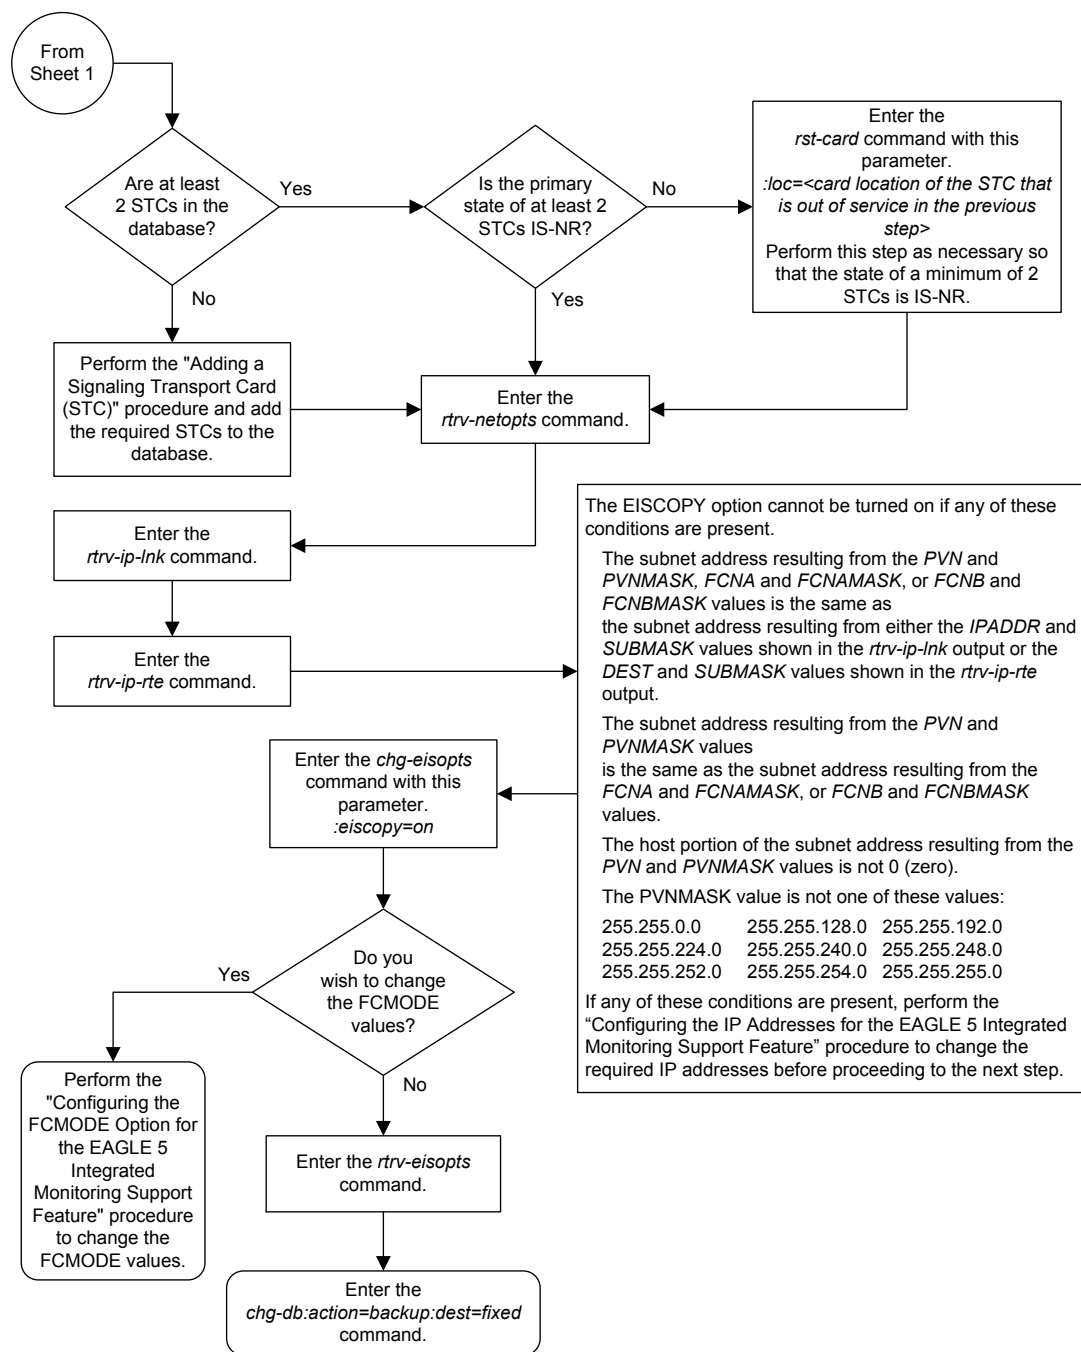 From
Sheet 1
Are at least
2 STCs in the
database?
Yes
No
Is the primary
state of at least 2
STCs IS-NR?
No
Yes
Enter the
rst-card command with this
parameter.
:loc=<card location of the STC that
is out of service in the previous
step>
Perform this step as necessary so
that the state of a minimum of 2
STCs is IS-NR.
Perform the "Adding a
Signaling Transport Card
(STC)" procedure and add
the required STCs to the
database.
Enter the
rtrv-netopts command.
Enter the
rtrv-ip-lnk command.
Enter the
rtrv-ip-rte command.
The EISCOPY option cannot be turned on if any of these
conditions are present.
The subnet address resulting from the PVN and
PVNMASK, FCNA and FCNAMASK, or FCNB and
FCNBMASK values is the same as
the subnet address resulting from either the IPADDR and
SUBMASK values shown in the rtrv-ip-lnk output or the
DEST and SUBMASK values shown in the rtrv-ip-rte
output.
The subnet address resulting from the PVN and
PVNMASK values
is the same as the subnet address resulting from the
FCNA and FCNAMASK, or FCNB and FCNBMASK
values.
The host portion of the subnet address resulting from the
PVN and PVNMASK values is not 0 (zero).
The PVNMASK value is not one of these values:
255.255.0.0 255.255.128.0 255.255.192.0
255.255.224.0 255.255.240.0 255.255.248.0
255.255.252.0 255.255.254.0 255.255.255.0
If any of these conditions are present, perform the
“Configuring the IP Addresses for the EAGLE 5 Integrated
Monitoring Support Feature” procedure to change the
required IP addresses before proceeding to the next step.
Enter the chg-eisopts
command with this
parameter.
:eiscopy=on
Do you
wish to change
the FCMODE
values?
Yes
No
Perform the
"Configuring the
FCMODE Option for
the EAGLE 5
Integrated
Monitoring Support
Feature" procedure
to change the
FCMODE values.
Enter the rtrv-eisopts
command.
Enter the
chg-db:action=backup:dest=fixed
command.